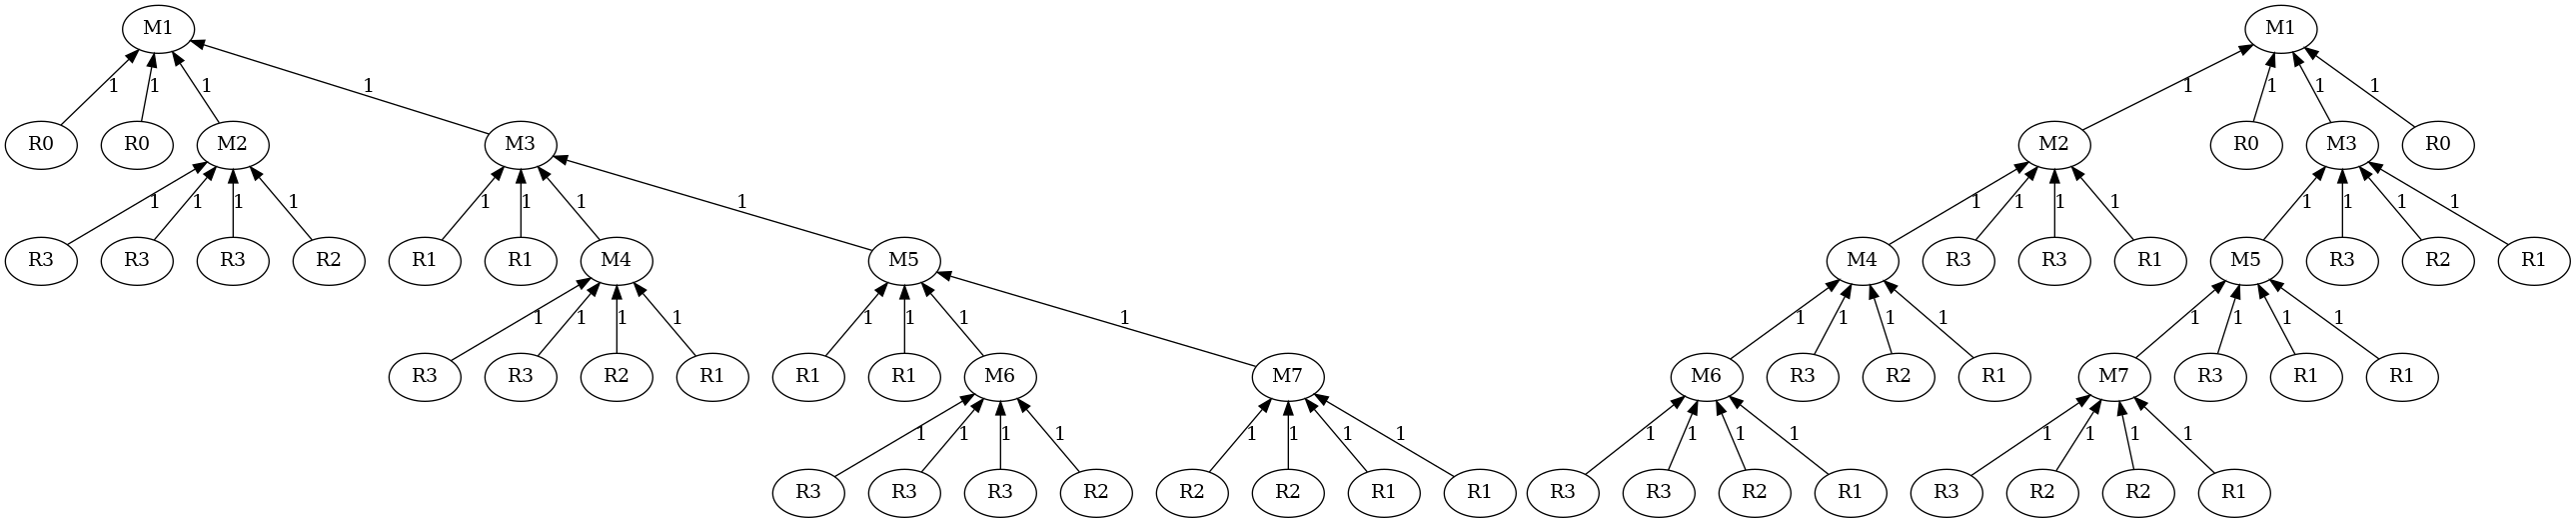 M1 M1
1 1 1 1 1 1 1 1
R0 R0 M2 M3 M2 R0 M3 R0
1 1 1 1 1 1 1 1 1 1 1 1 1 1 1 1
R3 R3 R3 R2 R1 R1 M4 M5 M4 R3 R3 R1 M5 R3 R2 R1
1 1 1 1 1 1 1 1 1 1 1 1 1 1 1 1
R3 R3 R2 R1 R1 R1 M6 M7 M6 R3 R2 R1 M7 R3 R1 R1
1 1 1 1 1 1 1 1 1 1 1 1 1 1 1 1
R3 R3 R3 R2 R2 R2 R1 R1 R3 R3 R2 R1 R3 R2 R2 R1